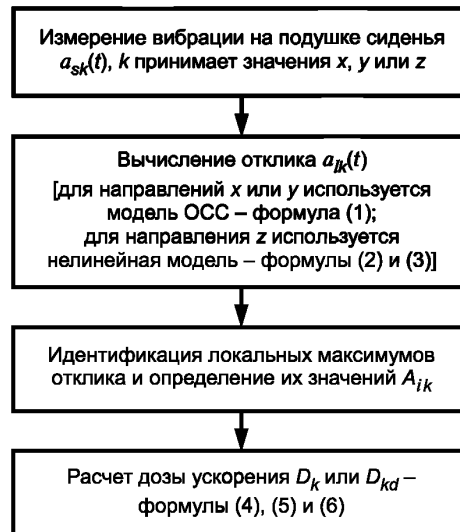 Измерение вибрации на подушке сиденья
a_sk(t), k принимает значения x, y или z
Вычисление отклика a_lk(t)
[для направлений x или y используется
модель ОСС – формула (1);
для направления z используется
нелинейная модель – формулы (2) и (3)]
Идентификация локальных максимумов
отклика и определение их значений A_ik
Расчет дозы ускорения D_k или D_kd –
формулы (4), (5) и (6)